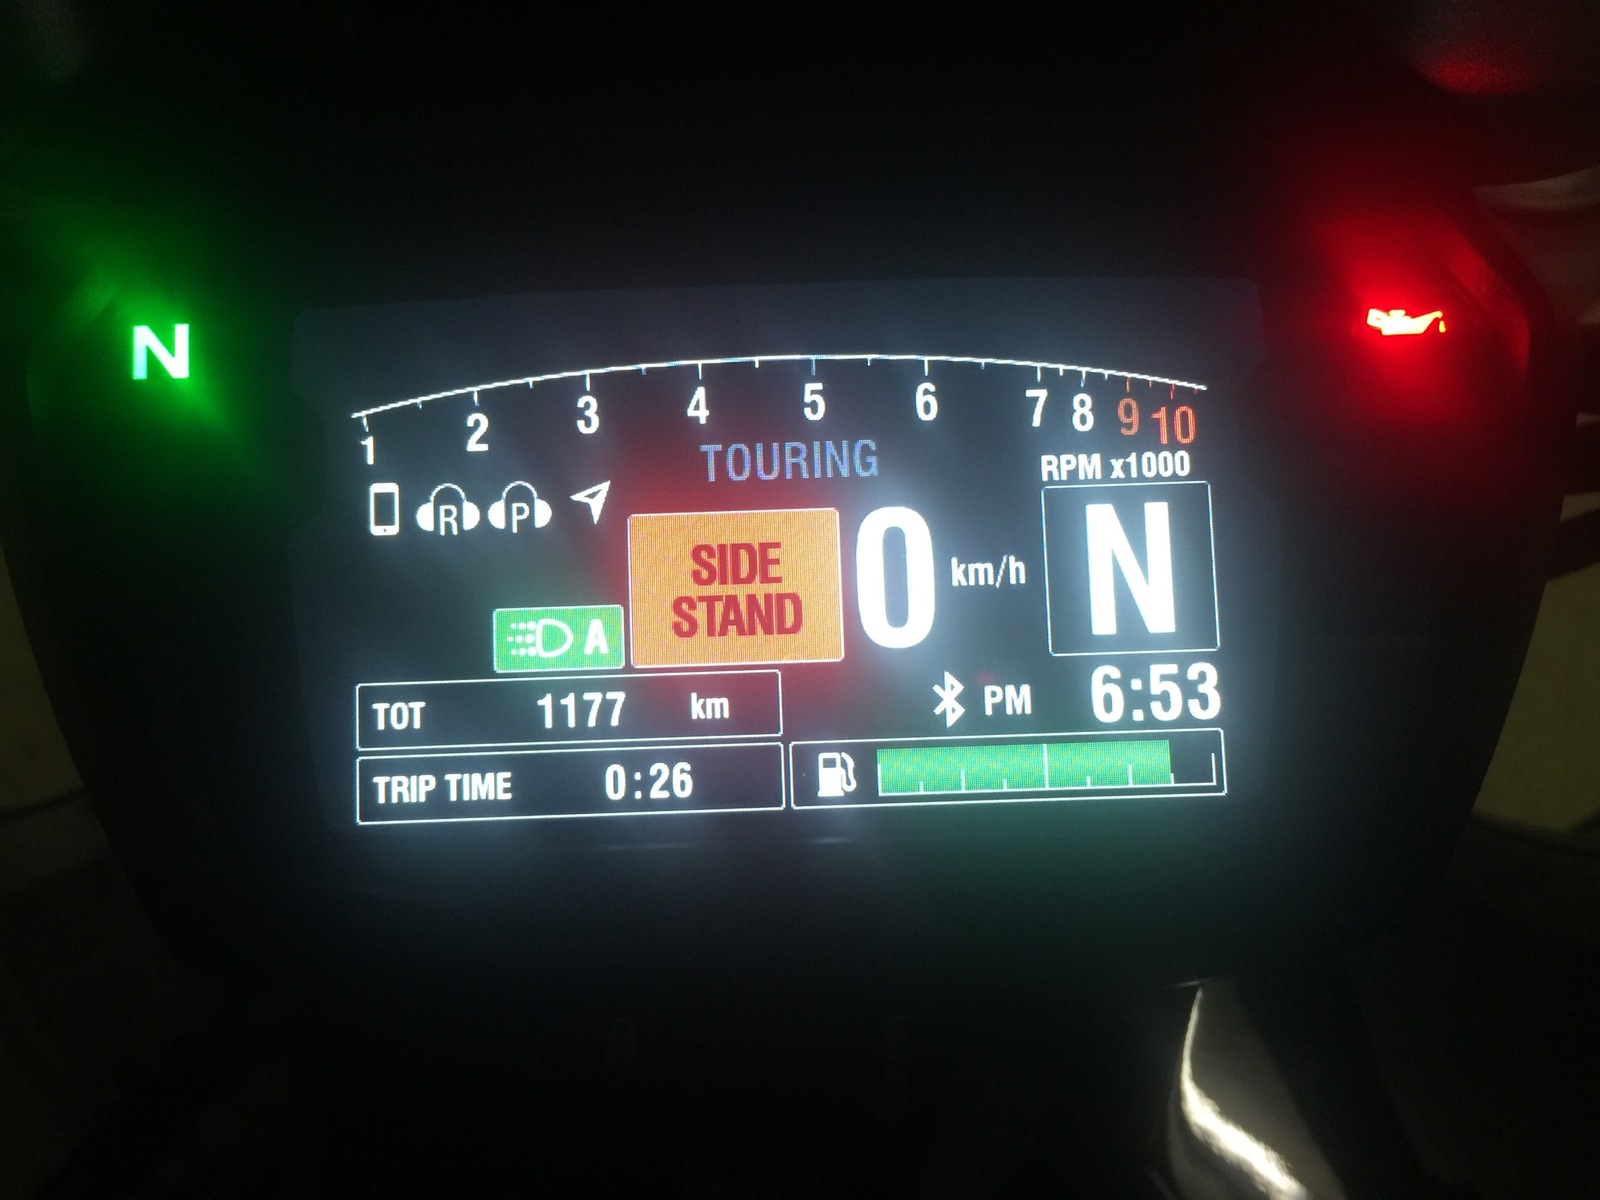 N
1 2 3 4 5 6 7 8 9 10
TOURING
RPM x1000
R P
SIDE
STAND
0 km/h
N
A
TOT 1177 km
PM 6:53
TRIP TIME 0:26